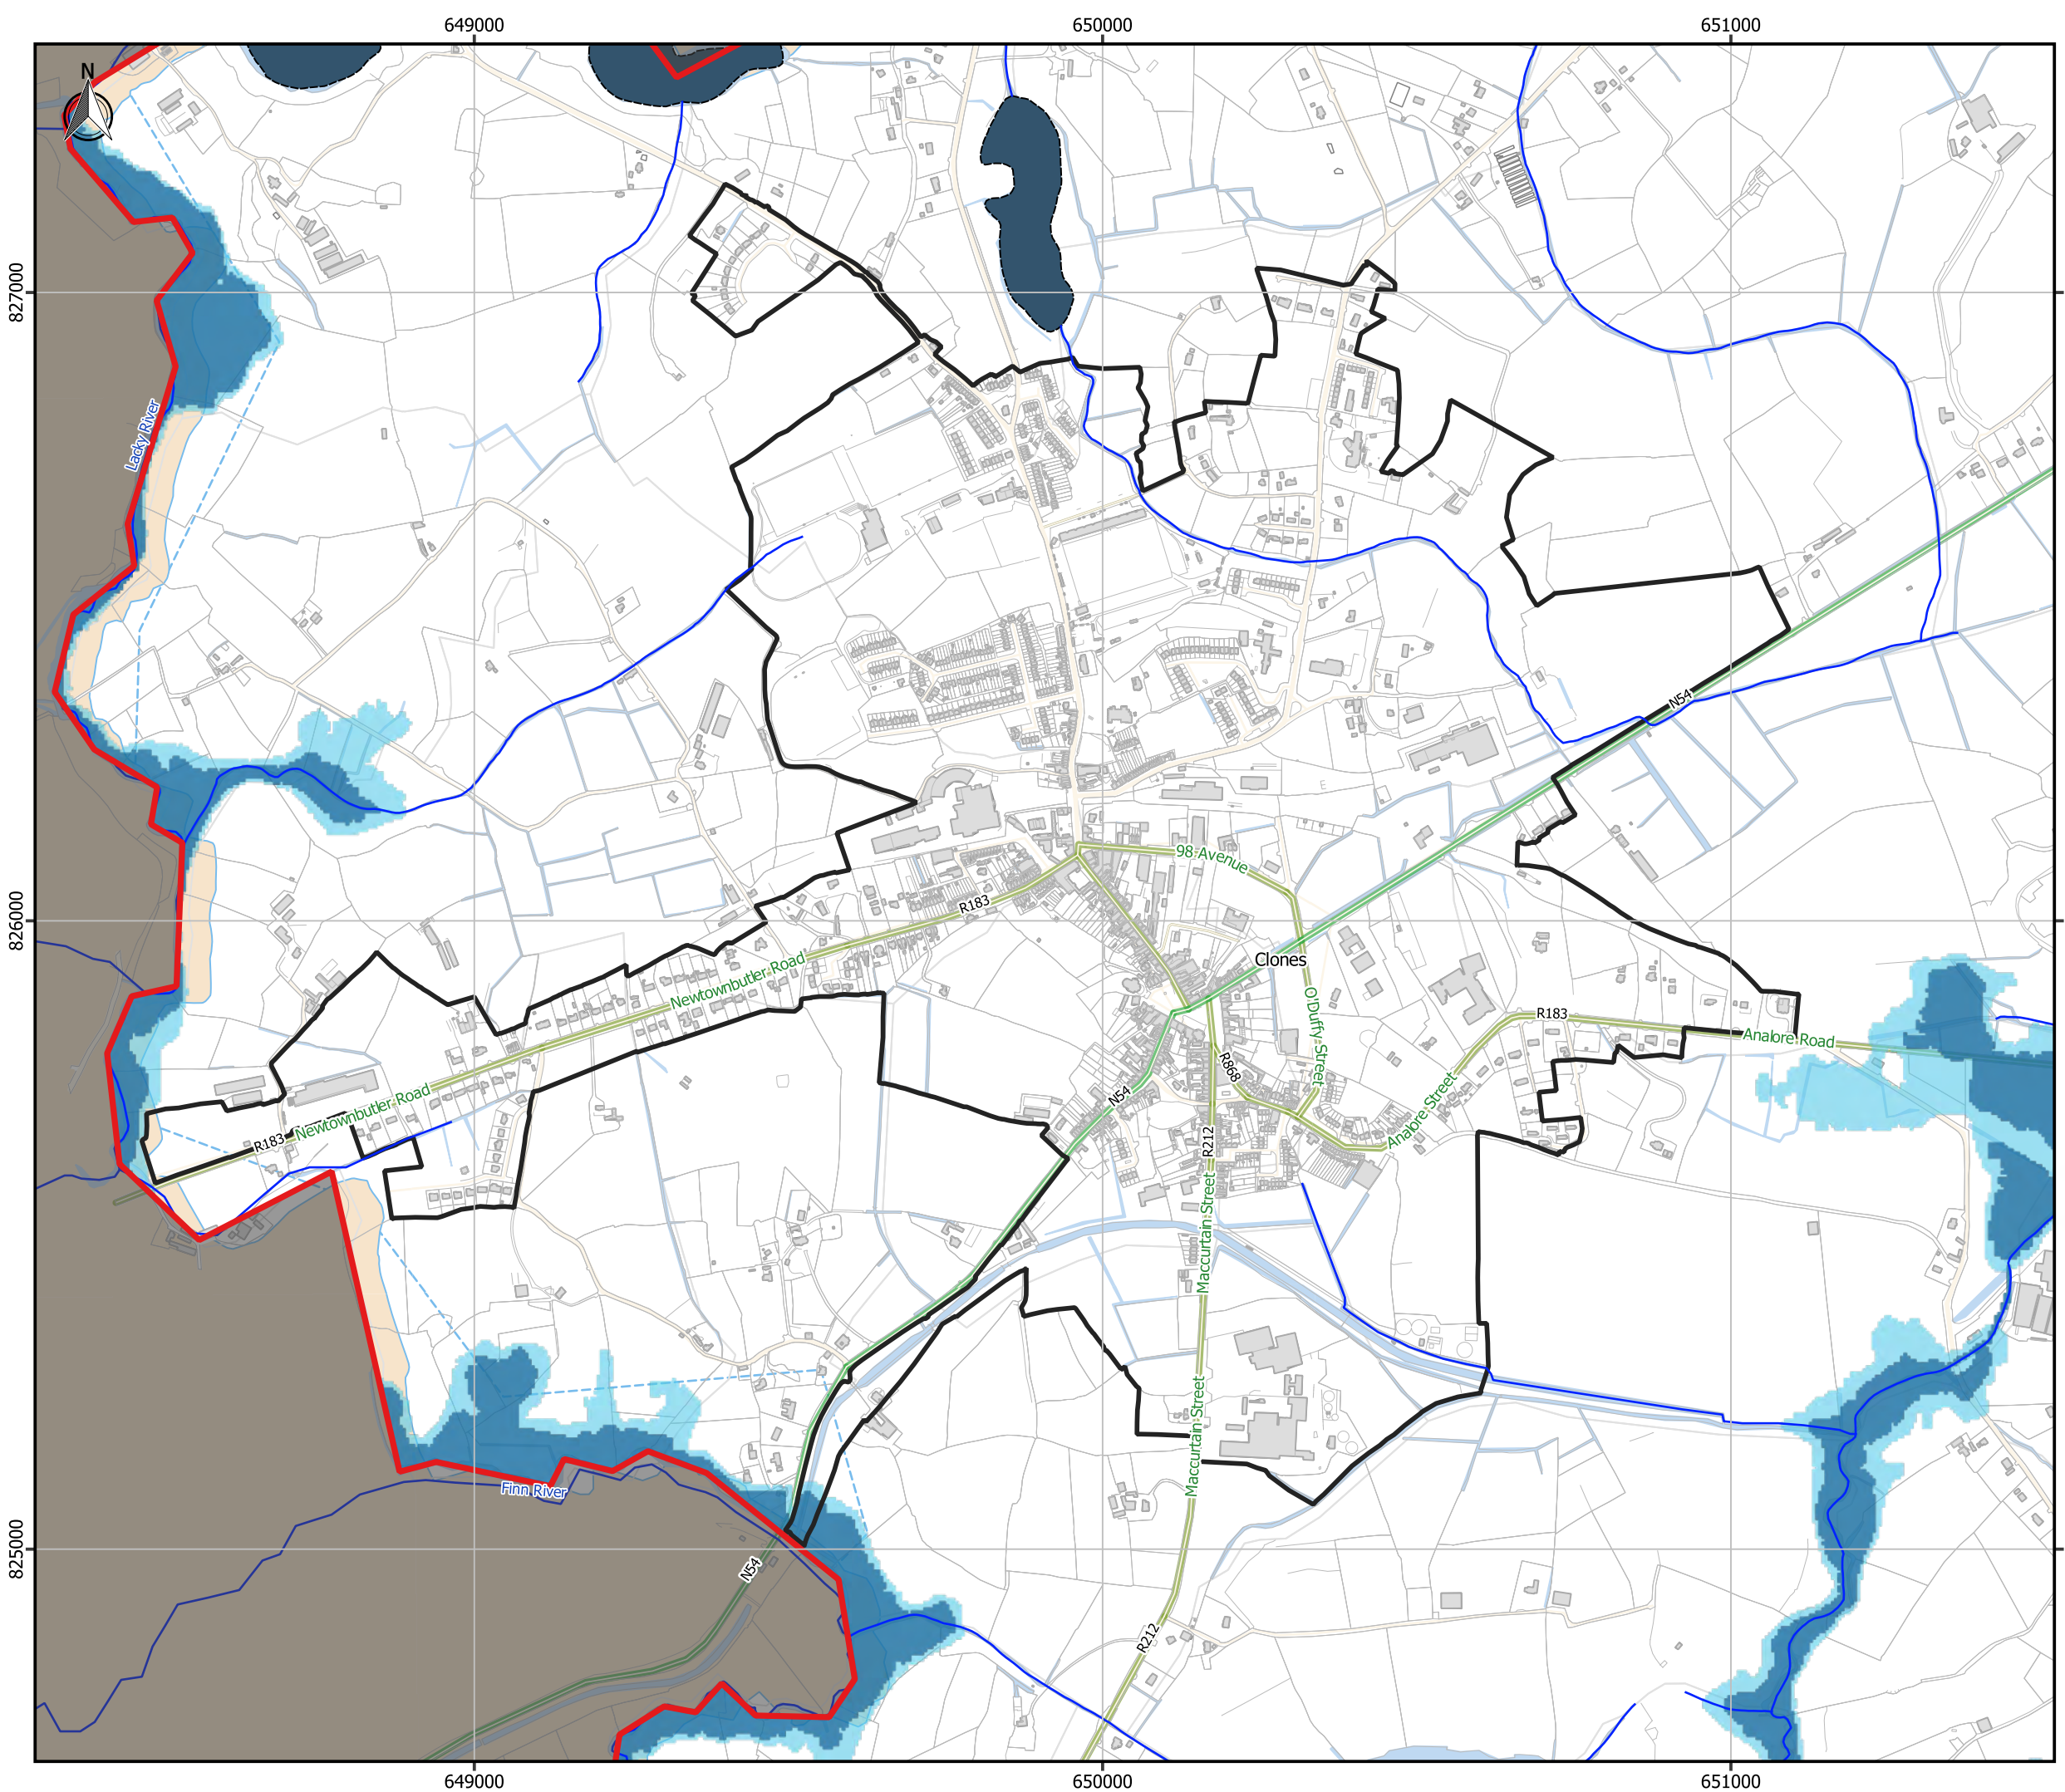 649000
650000
651000
N
827000
Lacky River
N54
826000
98 Avenue
R183
Newtownbutler Road
Clones
O'Duffy Street
R183
Analore Road
R868
N54
Newtownbutler Road
R183
Analore Street
R212
Maccurtain Street
Maccurtain Street
Finn River
825000
N54
R212
649000
650000
651000